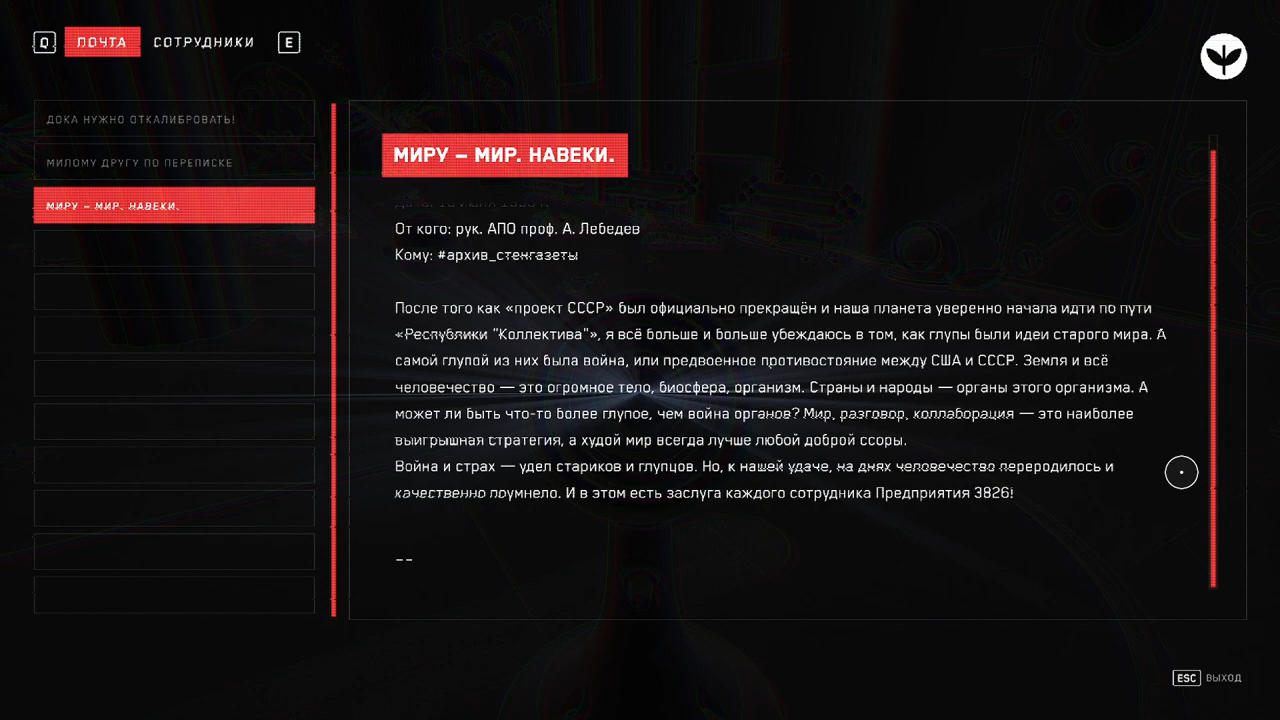 Q ПОЧТА СОТРУДНИКИ E
ДОКА НУЖНО ОТКАЛИБРОВАТЬ!
МИЛОМУ ДРУГУ ПО ПЕРЕПИСКЕ
МИРУ – МИР. НАВЕКИ.
МИРУ – МИР. НАВЕКИ.
От кого: рук. АПО проф. А. Лебедев
Кому: #архив_стенгазеты
После того как «проект СССР» был официально прекращён и наша планета уверенно начала идти по пути
«Республики "Коллектива"», я всё больше и больше убеждаюсь в том, как глупы были идеи старого мира. А
самой глупой из них была война, или предвоенное противостояние между США и СССР. Земля и всё
человечество — это огромное тело, биосфера, организм. Страны и народы — органы этого организма. А
может ли быть что-то более глупое, чем война органов? Мир, разговор, коллаборация — это наиболее
выигрышная стратегия, а худой мир всегда лучше любой доброй ссоры.
Война и страх — удел стариков и глупцов. Но, к нашей удаче, на днях человечество переродилось и
качественно поумнело. И в этом есть заслуга каждого сотрудника Предприятия 3826!
--
ESC ВЫХОД